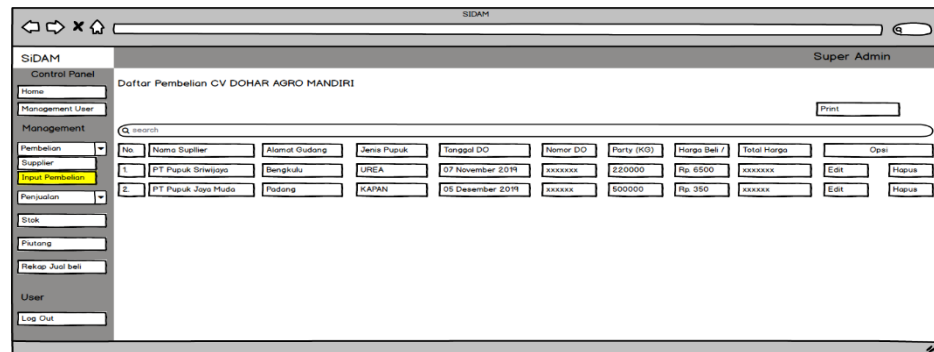 SIDAM
SiDAM
Super Admin
Control Panel
Home
Management User
Management
Pembelian
Supplier
Input Pembelian
Penjualan
Stok
Piutang
Rekap Jual beli
User
Log Out
Daftar Pembelian CV DOHAR AGRO MANDIRI
Print
search
No. Nama Supllier Alamat Gudang Jenis Pupuk Tanggal DO Nomor DO Party (KG) Harga Beli / Total Harga Opsi
1. PT Pupuk Sriwijaya Bengkulu UREA 07 November 2019 xxxxxxx 220000 Rp. 6500 xxxxxxx Edit Hapus
2. PT Pupuk Jaya Muda Padang KAPAN 05 Desember 2019 xxxxxx 500000 Rp. 350 xxxxxx Edit Hapus